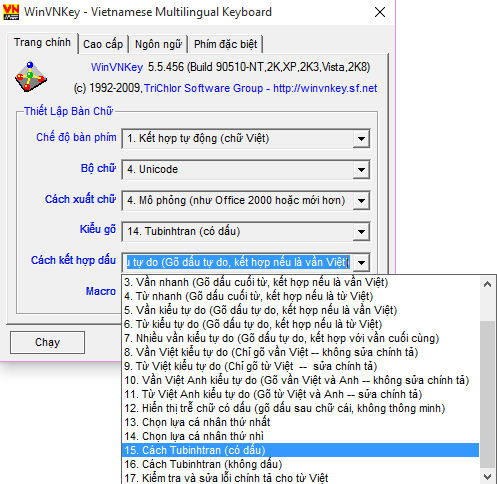 VN
WinVNKey - Vietnamese Multilingual Keyboard
Trang chính Cao cấp Ngôn ngữ Phím đặc biệt
WinVNKey 5.5.456 (Build 90510-NT,2K,XP,2K3,Vista,2K8)
(c) 1992-2009, TriChlor Software Group - http://winvnkey.sf.net
Thiết Lập Bàn Chữ
Chế độ bàn phím 1. Kết hợp tự động (chữ Việt)
Bộ chữ 4. Unicode
Cách xuất chữ 4. Mô phỏng (như Office 2000 hoặc mới hơn)
Kiểu gõ 14. Tubinhtran (có dấu)
Cách kết hợp dấu tự do (Gõ dấu tự do, kết hợp nếu là vần Việt
Macro
3. Vần nhanh (Gõ dấu cuối từ, kết hợp nếu là vần Việt)
4. Từ nhanh (Gõ dấu cuối từ, kết hợp nếu là từ Việt)
5. Vần kiểu tự do (Gõ dấu tự do, kết hợp nếu là vần Việt)
6. Từ kiểu tự do (Gõ dấu tự do, kết hợp nếu là từ Việt)
7. Nhiều vần kiểu tự do (Gõ dấu tự do, kết hợp với vần cuối cùng)
8. Vần Việt kiểu tự do (Chỉ gõ vần Việt -- không sửa chính tả)
9. Từ Việt kiểu tự do (Chỉ gõ từ Việt -- không sửa chính tả)
10. Vần Việt Anh kiểu tự do (Gõ vần Việt và Anh -- không sửa chính tả)
11. Từ Việt Anh kiểu tự do (Gõ từ Việt và Anh -- không sửa chính tả)
12. Hiển thị trễ chữ có dấu (gõ dấu sau chữ cái, không thông minh)
13. Chọn lựa cá nhân thứ nhất
14. Chọn lựa cá nhân thứ nhì
15. Cách Tubinhtran (có dấu)
16. Cách Tubinhtran (không dấu)
17. Kiểm tra và sửa lỗi chính tả cho từ Việt
Chạy